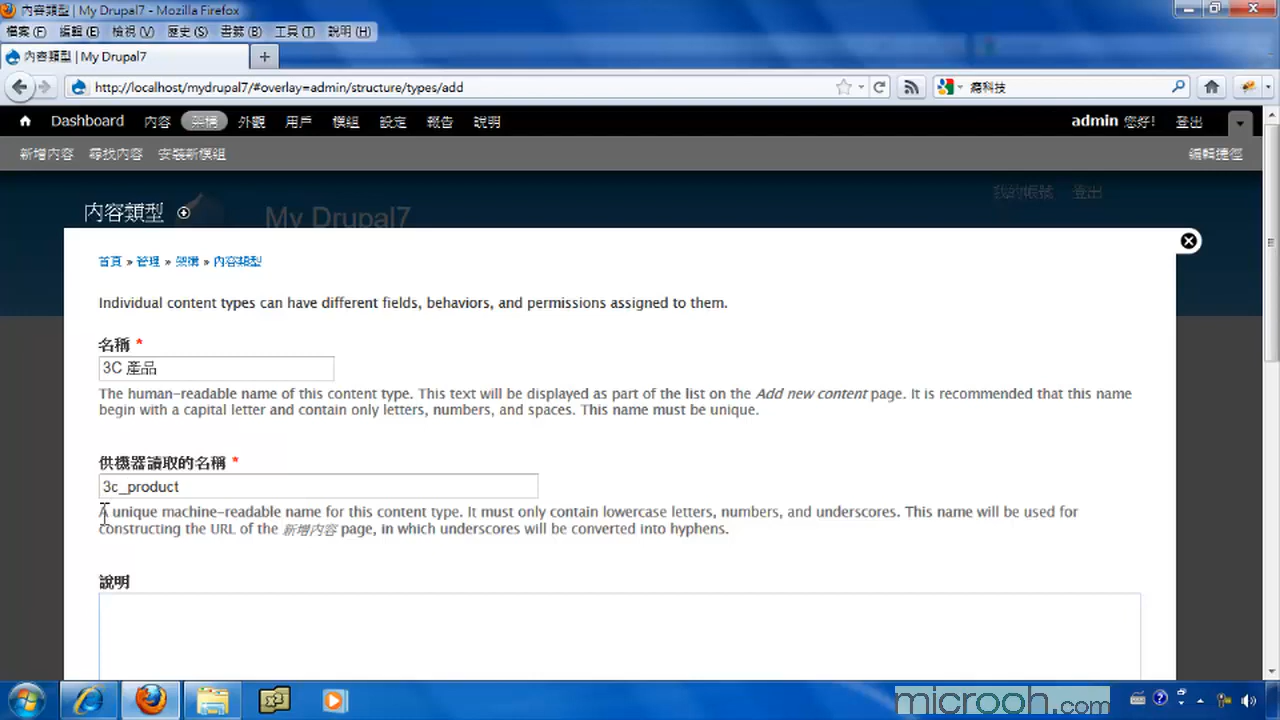 內容類型 | My Drupal7 - Mozilla Firefox
檔案(F) 編輯(E) 檢視(V) 歷史(S) 書籤(B) 工具(T) 說明(H)
內容類型 | My Drupal7
http://localhost/mydrupal7/#overlay=admin/structure/types/add
癮科技
Dashboard 內容 架構 外觀 用戶 模組 設定 報告 說明 admin 您好! 登出
新增內容 尋找內容 安裝新模組 編輯捷徑
我的帳號 登出
內容類型 My Drupal7
首頁 » 管理 » 架構 » 內容類型
Individual content types can have different fields, behaviors, and permissions assigned to them.
名稱 *
3C 產品
The human-readable name of this content type. This text will be displayed as part of the list on the Add new content page. It is recommended that this name
begin with a capital letter and contain only letters, numbers, and spaces. This name must be unique.
供機器讀取的名稱 *
3c_product
A unique machine-readable name for this content type. It must only contain lowercase letters, numbers, and underscores. This name will be used for
constructing the URL of the 新增內容 page, in which underscores will be converted into hyphens.
說明
microoh.com